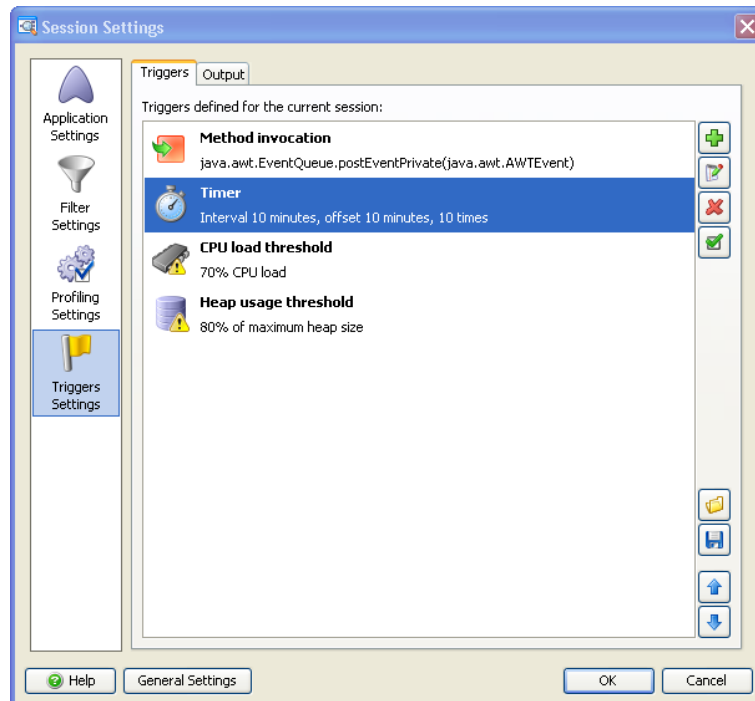 Session Settings
Application
Settings
Filter
Settings
Profiling
Settings
Triggers
Settings
Triggers
Output
Triggers defined for the current session:
Method invocation
java.awt.EventQueue.postEventPrivate(java.awt.AWTEvent)
Timer
Interval 10 minutes, offset 10 minutes, 10 times
CPU load threshold
70% CPU load
Heap usage threshold
80% of maximum heap size
Help
General Settings
OK
Cancel